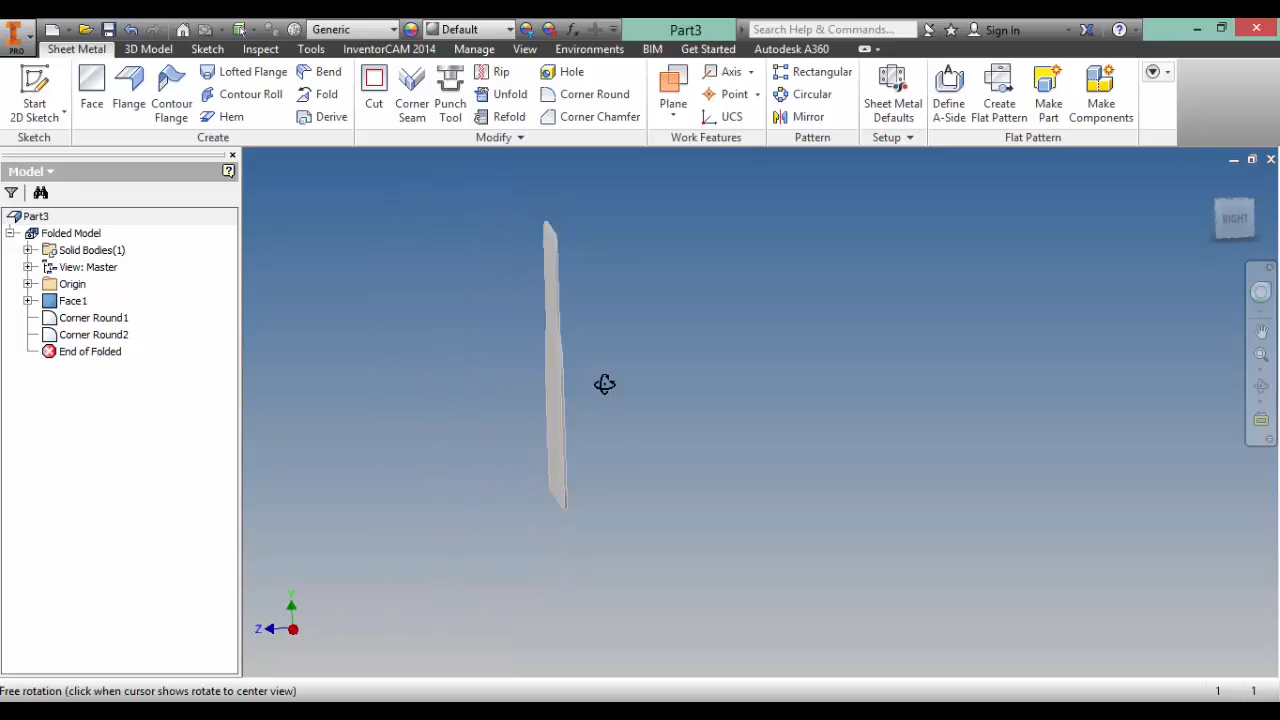 PRO
Generic
Default
Part3
Search Help & Commands...
Sign In
Sheet Metal
3D Model
Sketch
Inspect
Tools
InventorCAM 2014
Manage
View
Environments
BIM
Get Started
Autodesk A360
Start
2D Sketch
Face
Flange
Contour
Flange
Lofted Flange
Contour Roll
Hem
Bend
Fold
Derive
Cut
Corner
Seam
Punch
Tool
Rip
Unfold
Refold
Hole
Corner Round
Corner Chamfer
Plane
Axis
Point
UCS
Rectangular
Circular
Mirror
Sheet Metal
Defaults
Define
A-Side
Create
Flat Pattern
Make
Part
Make
Components
Sketch
Create
Modify
Work Features
Pattern
Setup
Flat Pattern
Model
Part3
Folded Model
Solid Bodies(1)
View: Master
Origin
Face1
Corner Round1
Corner Round2
End of Folded
RIGHT
Y
Z
Free rotation (click when cursor shows rotate to center view)
1 1